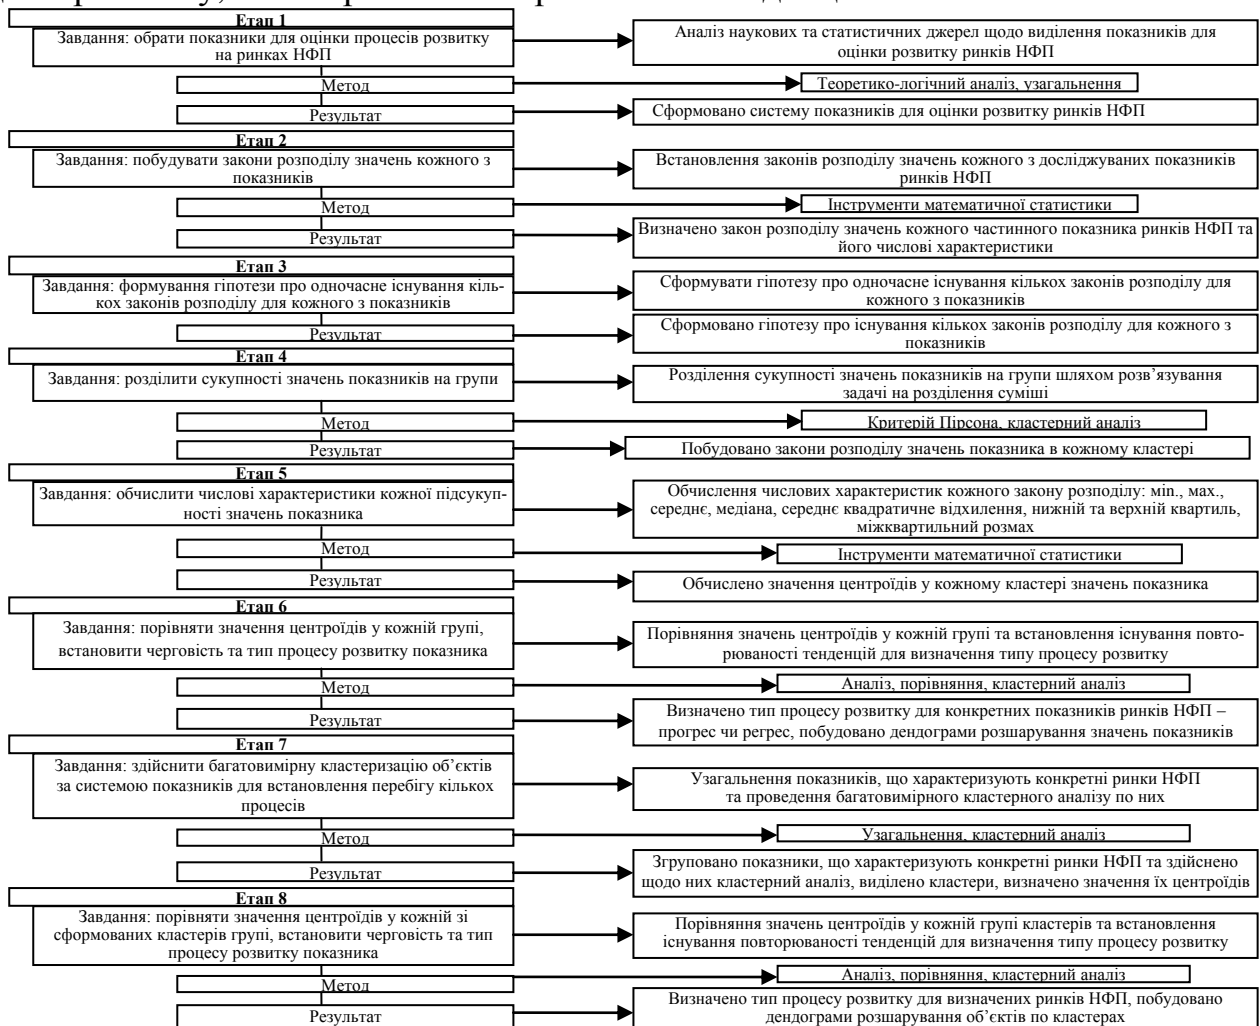 Етап 1
Завдання: обрати показники для оцінки процесів розвитку
на ринках НФП
Аналіз наукових та статистичних джерел щодо виділення показників для
оцінки розвитку ринків НФП
Метод
Теоретико-логічний аналіз, узагальнення
Результат
Сформовано систему показників для оцінки розвитку ринків НФП
Етап 2
Завдання: побудувати закони розподілу значень кожного з
показників
Встановлення законів розподілу значень кожного з досліджуваних показників
ринків НФП
Метод
Інструменти математичної статистики
Результат
Визначено закон розподілу значень кожного частинного показника ринків НФП та
його числові характеристики
Етап 3
Завдання: формування гіпотези про одночасне існування кіль-
кох законів розподілу для кожного з показників
Сформувати гіпотезу про одночасне існування кількох законів розподілу для
кожного з показників
Результат
Сформовано гіпотезу про існування кількох законів розподілу для кожного з
показників
Етап 4
Завдання: розділити сукупності значень показників на групи
Розділення сукупності значень показників на групи шляхом розв’язування
задачі на розділення суміші
Метод
Критерій Пірсона, кластерний аналіз
Результат
Побудовано закони розподілу значень показника в кожному кластері
Етап 5
Завдання: обчислити числові характеристики кожної підсукуп-
ності значень показника
Обчислення числових характеристик кожного закону розподілу: min., max.,
середнє, медіана, середнє квадратичне відхилення, нижній та верхній квартиль,
міжквартильний розмах
Метод
Інструменти математичної статистики
Результат
Обчислено значення центроїдів у кожному кластері значень показника
Етап 6
Завдання: порівняти значення центроїдів у кожній групі,
встановити черговість та тип процесу розвитку показника
Порівняння значень центроїдів у кожній групі та встановлення існування повто-
рюваності тенденцій для визначення типу процесу розвитку
Метод
Аналіз, порівняння, кластерний аналіз
Результат
Визначено тип процесу розвитку для конкретних показників ринків НФП –
прогрес чи регрес, побудовано дендограми розшарування значень показників
Етап 7
Завдання: здійснити багатовимірну кластеризацію об’єктів
за системою показників для встановлення перебігу кількох
процесів
Узагальнення показників, що характеризують конкретні ринки НФП
та проведення багатовимірного кластерного аналізу по них
Метод
Узагальнення, кластерний аналіз
Результат
Згруповано показники, що характеризують конкретні ринки НФП та здійснено
щодо них кластерний аналіз, виділено кластери, визначено значення їх центроїдів
Етап 8
Завдання: порівняти значення центроїдів у кожній зі
сформованих кластерів групі, встановити черговість та тип
процесу розвитку показника
Порівняння значень центроїдів у кожній групі кластерів та встановлення
існування повторюваності тенденцій для визначення типу процесу розвитку
Метод
Аналіз, порівняння, кластерний аналіз
Результат
Визначено тип процесу розвитку для визначених ринків НФП, побудовано
дендограми розшарування об’єктів по кластерах